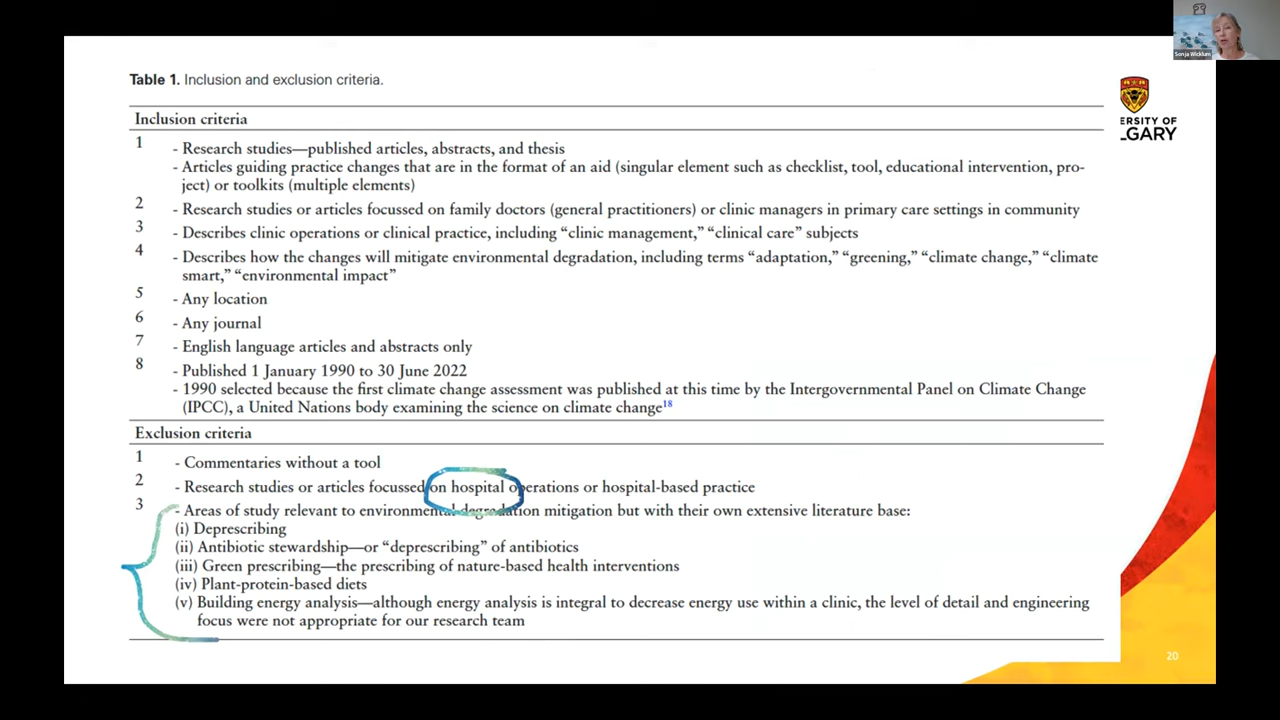 Sonja Wicklum
Table 1. Inclusion and exclusion criteria.
ERSITY OF
GARY
Inclusion criteria
1 - Research studies—published articles, abstracts, and thesis
- Articles guiding practice changes that are in the format of an aid (singular element such as checklist, tool, educational intervention, pro-
ject) or toolkits (multiple elements)
2 - Research studies or articles focussed on family doctors (general practitioners) or clinic managers in primary care settings in community
3 - Describes clinic operations or clinical practice, including “clinic management,” “clinical care” subjects
4 - Describes how the changes will mitigate environmental degradation, including terms “adaptation,” “greening,” “climate change,” “climate
smart,” “environmental impact”
5 - Any location
6 - Any journal
7 - English language articles and abstracts only
8 - Published 1 January 1990 to 30 June 2022
- 1990 selected because the first climate change assessment was published at this time by the Intergovernmental Panel on Climate Change
(IPCC), a United Nations body examining the science on climate change18
Exclusion criteria
1 - Commentaries without a tool
2 - Research studies or articles focussed on hospital operations or hospital-based practice
3 - Areas of study relevant to environmental degradation mitigation but with their own extensive literature base:
(i) Deprescribing
(ii) Antibiotic stewardship—or “deprescribing” of antibiotics
(iii) Green prescribing—the prescribing of nature-based health interventions
(iv) Plant-protein-based diets
(v) Building energy analysis—although energy analysis is integral to decrease energy use within a clinic, the level of detail and engineering
focus were not appropriate for our research team
20